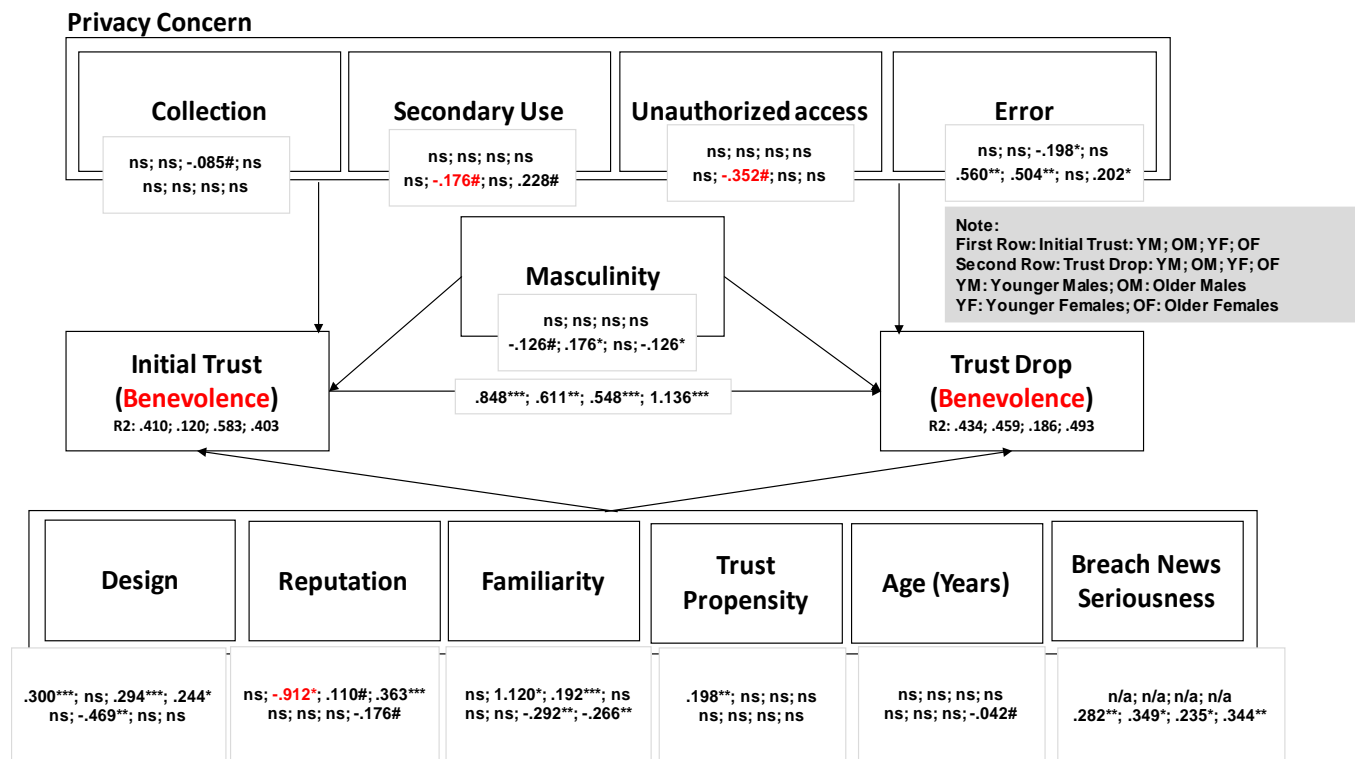 Privacy Concern
Collection
ns; ns; -.085#; ns
ns; ns; ns; ns
Secondary Use
ns; ns; ns; ns
ns; -.176#; ns; .228#
Unauthorized access
ns; ns; ns; ns
ns; -.352#; ns; ns
Error
ns; ns; -.198*; ns
.560**; .504**; ns; .202*
Note:
First Row: Initial Trust: YM; OM; YF; OF
Second Row: Trust Drop: YM; OM; YF; OF
YM: Younger Males; OM: Older Males
YF: Younger Females; OF: Older Females
Masculinity
ns; ns; ns; ns
-.126#; .176*; ns; -.126*
Initial Trust
(Benevolence)
R2: .410; .120; .583; .403
.848***; .611**; .548***; 1.136***
Trust Drop
(Benevolence)
R2: .434; .459; .186; .493
Design
.300***; ns; .294***; .244*
ns; -.469**; ns; ns
Reputation
ns; -.912*; .110#; .363***
ns; ns; ns; -.176#
Familiarity
ns; 1.120*; .192***; ns
ns; ns; -.292**; -.266**
Trust
Propensity
.198**; ns; ns; ns
ns; ns; ns; ns
Age (Years)
ns; ns; ns; ns
ns; ns; ns; -.042#
Breach News
Seriousness
n/a; n/a; n/a; n/a
.282**; .349*; .235*; .344**